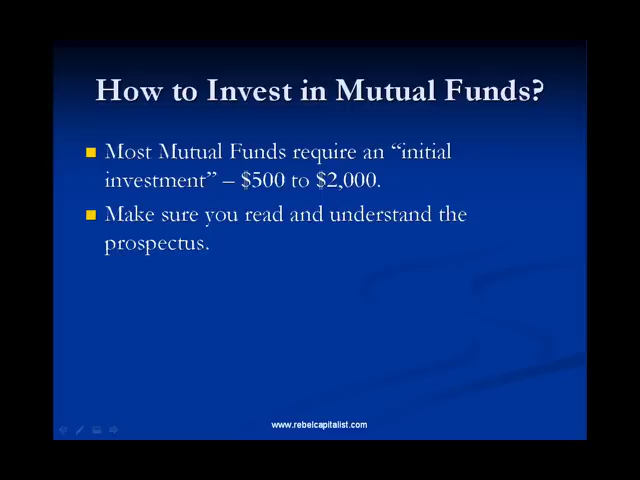 How to Invest in Mutual Funds?
Most Mutual Funds require an “initial
investment” – $500 to $2,000.
Make sure you read and understand the
prospectus.
www.rebelcapitalist.com